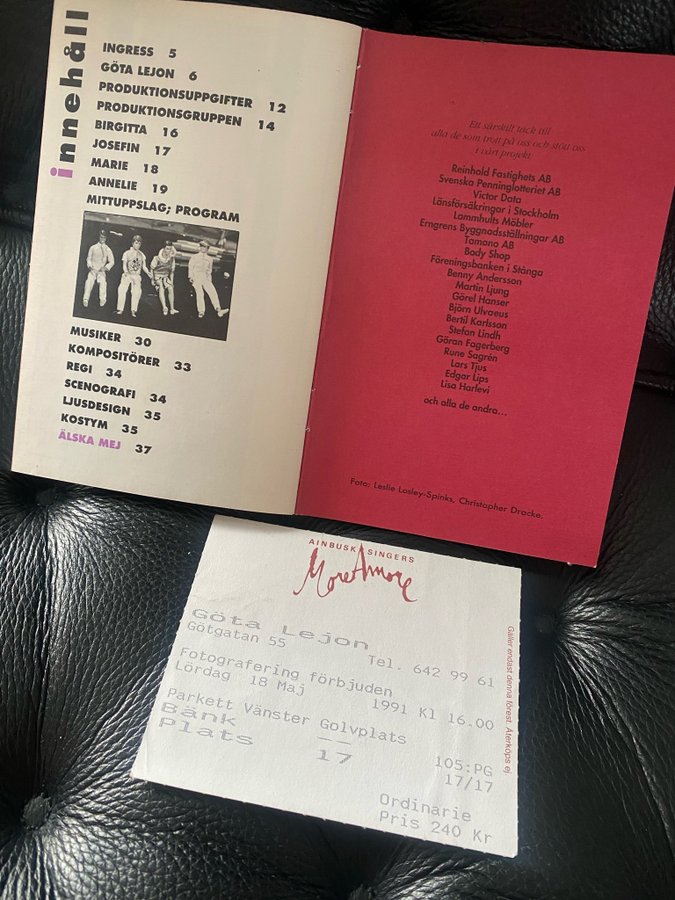 innehåll
INGRESS 5
GÖTA LEJON 6
PRODUKTIONSUPPGIFTER 12
PRODUKTIONSGRUPPEN 14
BIRGITTA 16
JOSEFIN 17
MARIE 18
ANNELIE 19
MITTUPPSLAG; PROGRAM
MUSIKER 30
KOMPOSITÖRER 33
REGI 34
SCENOGRAFI 34
LJUSDESIGN 35
KOSTYM 35
ÄLSKA MEJ 37
Ett särskilt tack till
alla de som trott på oss och stött oss
i vårt projekt
Reinhold Fastighets AB
Svenska Penninglotteriet AB
Victor Data
Länsförsäkringar i Stockholm
Lammhults Möbler
Erngrens Byggnadsställningar AB
Tamano AB
Body Shop
Föreningsbanken i Stånga
Benny Andersson
Martin Ljung
Görel Hanser
Björn Ulvaeus
Bertil Karlsson
Stefan Lindh
Göran Fagerberg
Rune Sagrén
Lars Tjus
Edgar Lips
Lisa Harlevi
och alla de andra...
Foto: Leslie Losley-Spinks, Christopher Dracke.
AINBUSK SINGERS
More Amore
Göta Lejon
Götgatan 55 Tel. 642 99 61
Fotografering förbjuden
Lördag 18 Maj 1991 Kl 16.00
Parkett Vänster Golvplats
Bänk -- 105:PG
Plats 17 17/17
Ordinarie
Pris 240 Kr
Gäller endast denna förest. Återköps ej.